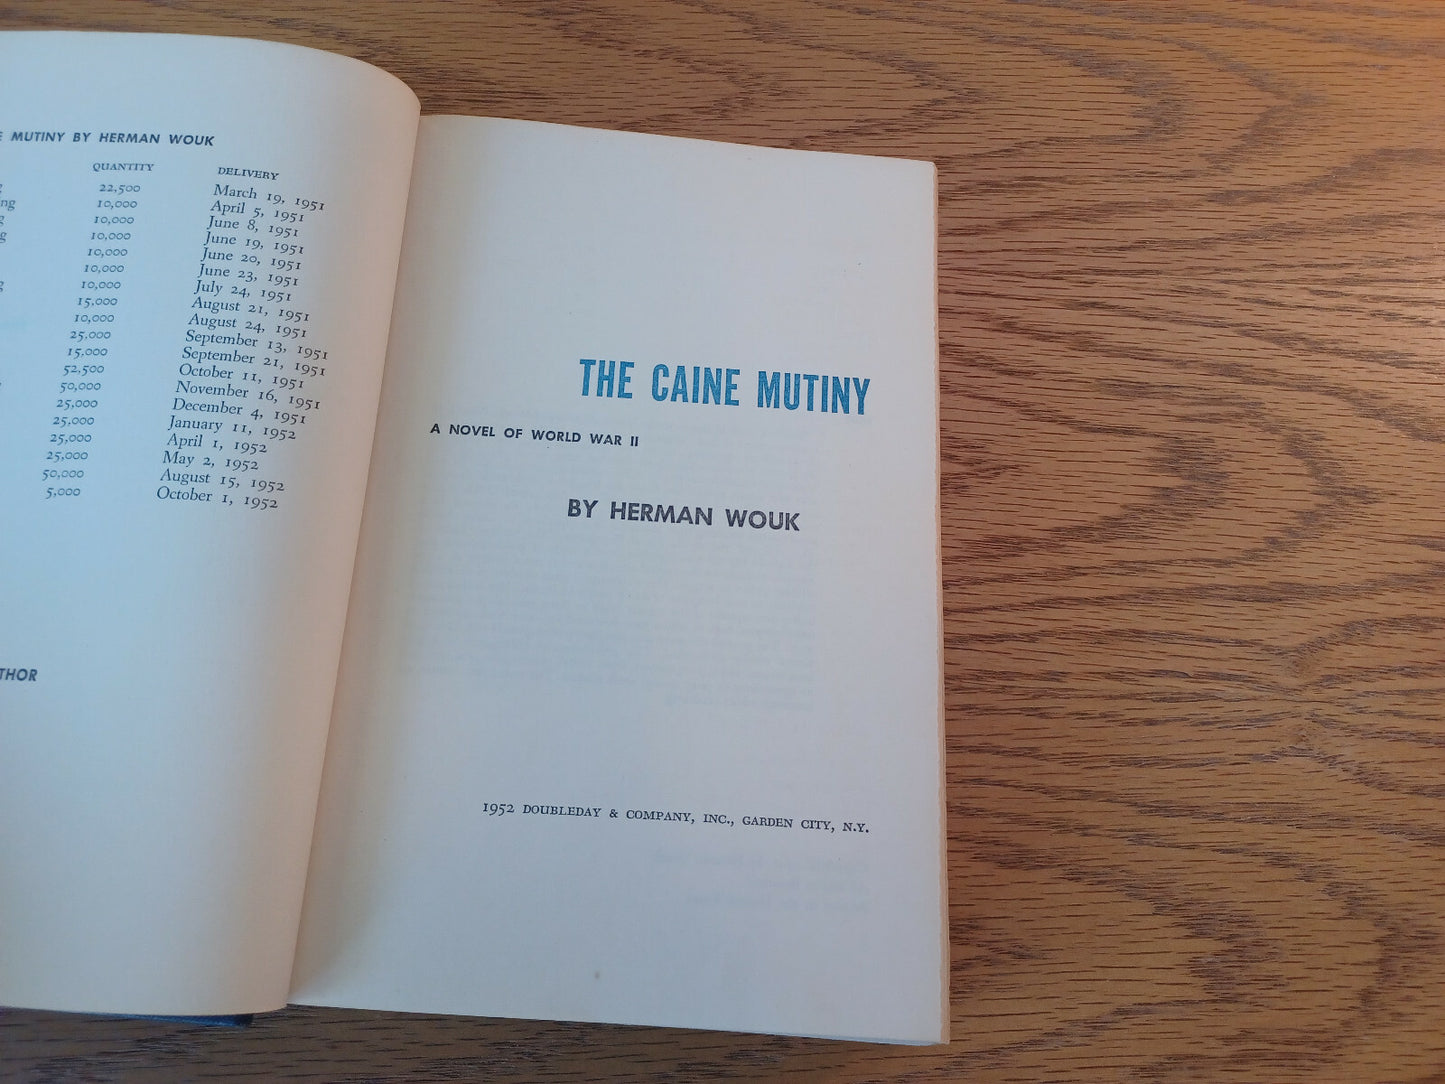 MUTINY BY HERMAN WOUK
QUANTITY DELIVERY
22,500 March 19, 1951
10,000 April 5, 1951
10,000 June 8, 1951
10,000 June 19, 1951
10,000 June 20, 1951
10,000 June 23, 1951
10,000 July 24, 1951
15,000 August 21, 1951
10,000 August 24, 1951
25,000 September 13, 1951
15,000 September 21, 1951
52,500 October 11, 1951
50,000 November 16, 1951
25,000 December 4, 1951
25,000 January 11, 1952
25,000 April 1, 1952
25,000 May 2, 1952
50,000 August 15, 1952
5,000 October 1, 1952
THOR
THE CAINE MUTINY
A NOVEL OF WORLD WAR II
BY HERMAN WOUK
1952 DOUBLEDAY & COMPANY, INC., GARDEN CITY, N.Y.